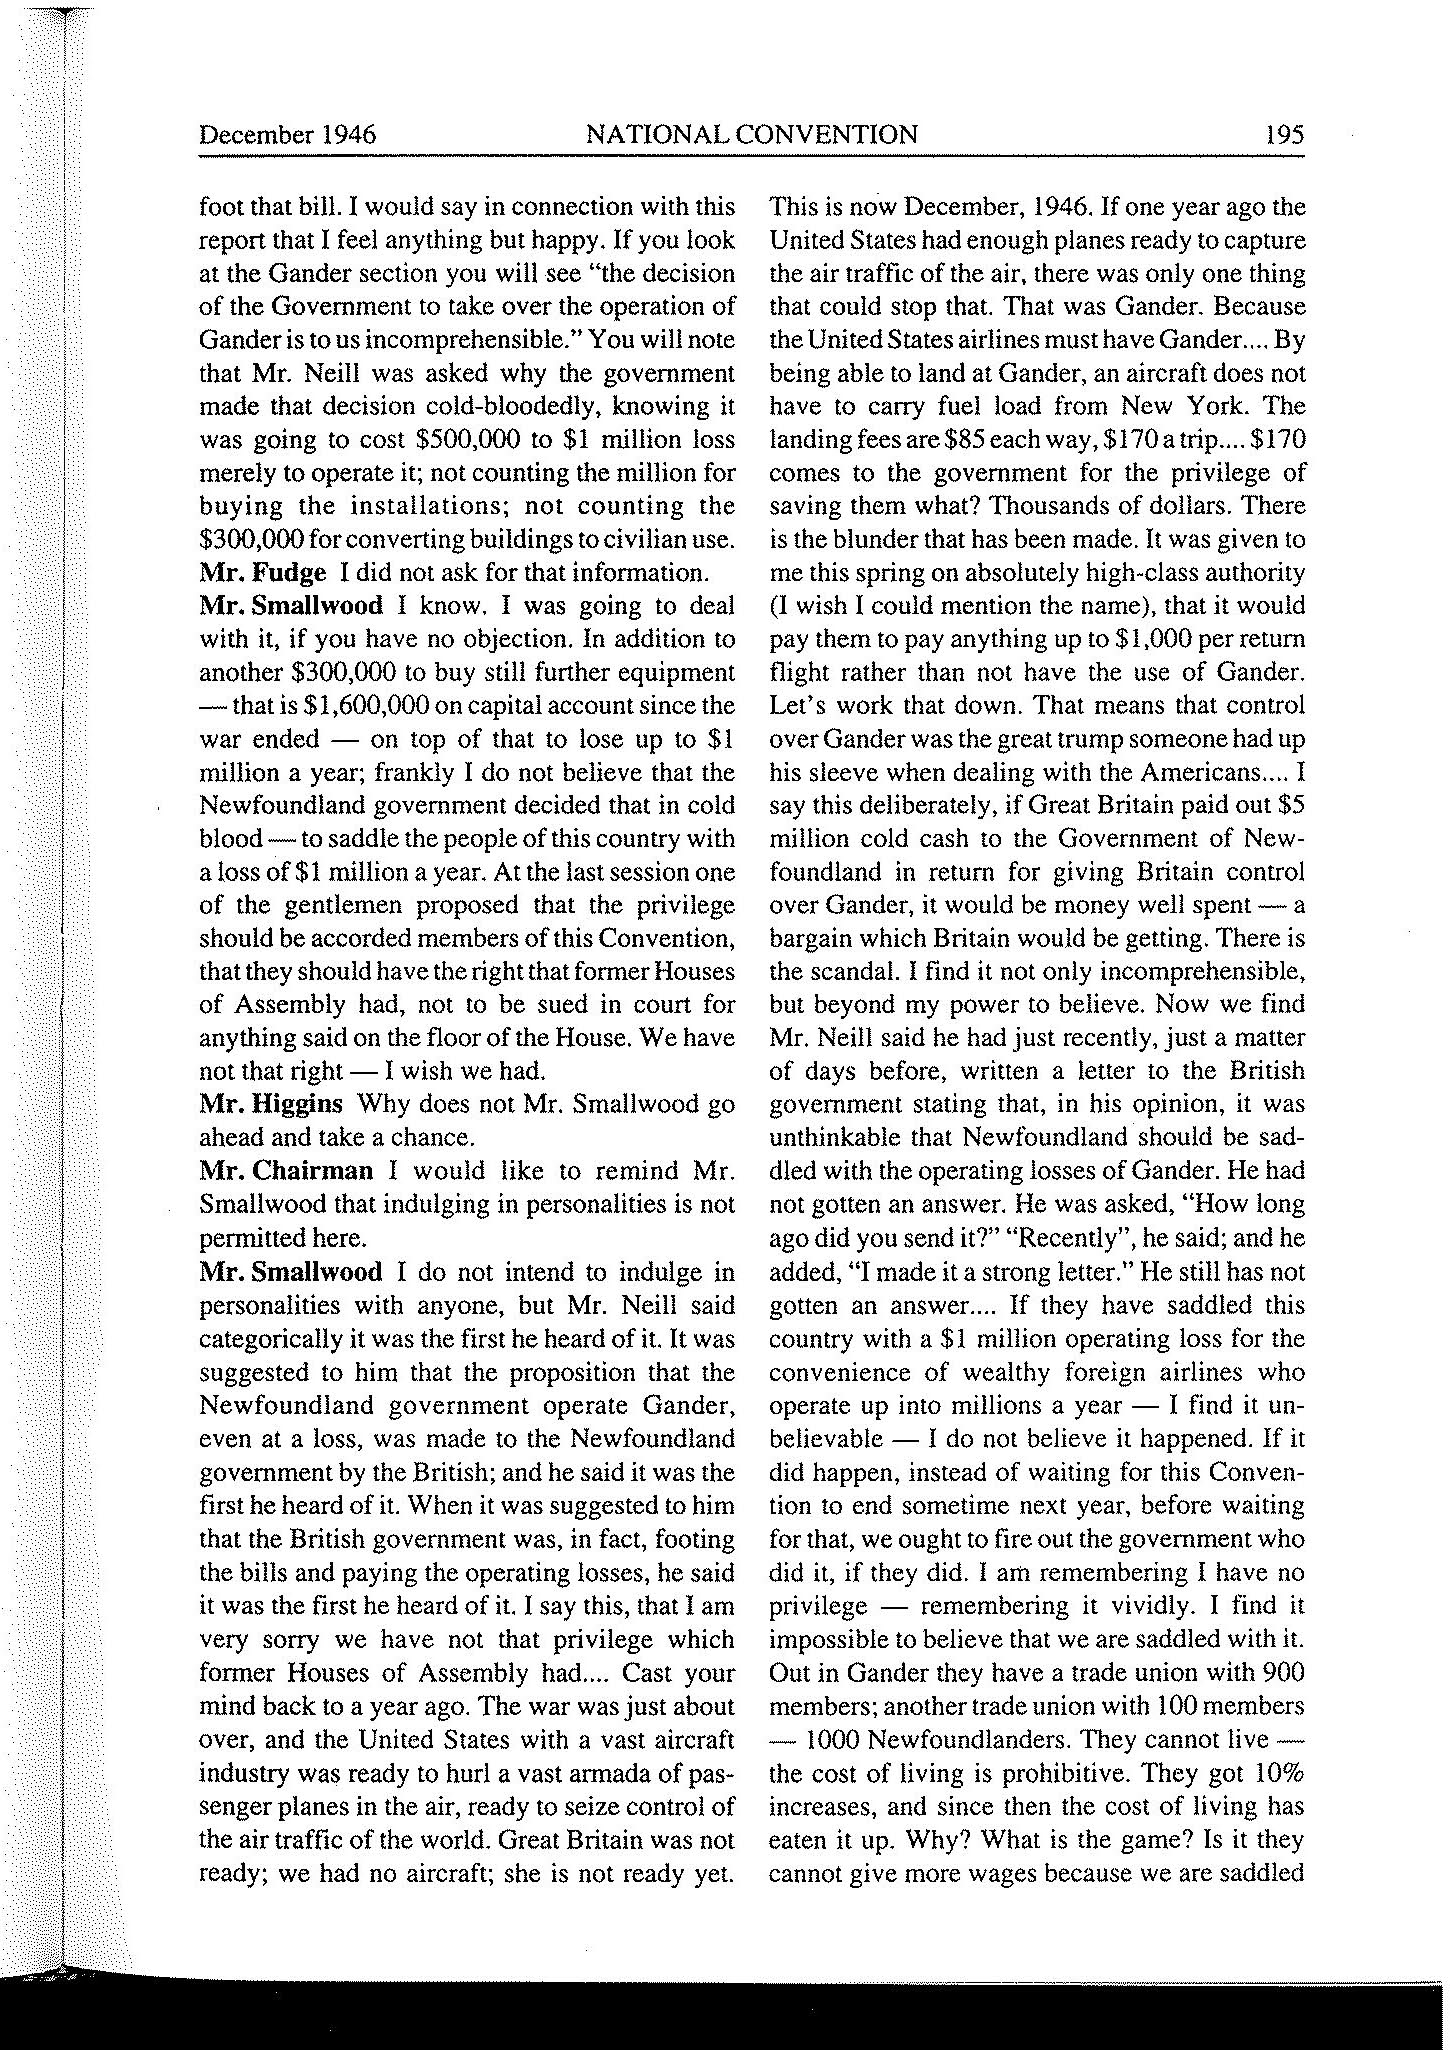 December 1946 NATIONAL CONVENTION 195
foot that bill. I would say in connection with this
report that I feel anything but happy. If you look
at the Gander section you will see “the decision
of the Government to take over the operation of
Gander is to us incomprehensible.” You will note
that Mr. Neill was asked why the government
made that decision cold-bloodedly, knowing it
was going to cost $500,000 to $1 million loss
merely to operate it; not counting the million for
buying the installations; not counting the
$300,000 for converting buildings to civilian use.
Mr. Fudge I did not ask for that information.
Mr. Smallwood I know. I was going to deal
with it, if you have no objection. In addition to
another $300,000 to buy still further equipment
— that is $1,600,000 on capital account since the
war ended — on top of that to lose up to $1
million a year; frankly I do not believe that the
Newfoundland government decided that in cold
blood — to saddle the people of this country with
a loss of $1 million a year. At the last session one
of the gentlemen proposed that the privilege
should be accorded members of this Convention,
that they should have the right that former Houses
of Assembly had, not to be sued in court for
anything said on the floor of the House. We have
not that right — I wish we had.
Mr. Higgins Why does not Mr. Smallwood go
ahead and take a chance.
Mr. Chairman I would like to remind Mr.
Smallwood that indulging in personalities is not
permitted here.
Mr. Smallwood I do not intend to indulge in
personalities with anyone, but Mr. Neill said
categorically it was the first he heard of it. It was
suggested to him that the proposition that the
Newfoundland government operate Gander,
even at a loss, was made to the Newfoundland
government by the British; and he said it was the
first he heard of it. When it was suggested to him
that the British government was, in fact, footing
the bills and paying the operating losses, he said
it was the first he heard of it. I say this, that I am
very sorry we have not that privilege which
former Houses of Assembly had.... Cast your
mind back to a year ago. The war was just about
over, and the United States with a vast aircraft
industry was ready to hurl a vast armada of pas-
senger planes in the air, ready to seize control of
the air traffic of the world. Great Britain was not
ready; we had no aircraft; she is not ready yet.
This is now December, 1946. If one year ago the
United States had enough planes ready to capture
the air traffic of the air, there was only one thing
that could stop that. That was Gander. Because
the United States airlines must have Gander.... By
being able to land at Gander, an aircraft does not
have to carry fuel load from New York. The
landing fees are $85 each way, $170 a trip.... $170
comes to the government for the privilege of
saving them what? Thousands of dollars. There
is the blunder that has been made. It was given to
me this spring on absolutely high-class authority
(I wish I could mention the name), that it would
pay them to pay anything up to $1,000 per return
flight rather than not have the use of Gander.
Let’s work that down. That means that control
over Gander was the great trump someone had up
his sleeve when dealing with the Americans.... I
say this deliberately, if Great Britain paid out $5
million cold cash to the Government of New-
foundland in return for giving Britain control
over Gander, it would be money well spent — a
bargain which Britain would be getting. There is
the scandal. I find it not only incomprehensible,
but beyond my power to believe. Now we find
Mr. Neill said he had just recently, just a matter
of days before, written a letter to the British
government stating that, in his opinion, it was
unthinkable that Newfoundland should be sad-
dled with the operating losses of Gander. He had
not gotten an answer. He was asked, “How long
ago did you send it?” “Recently”, he said; and he
added, “I made it a strong letter.” He still has not
gotten an answer.... If they have saddled this
country with a $1 million operating loss for the
convenience of wealthy foreign airlines who
operate up into millions a year — I find it un-
believable — I do not believe it happened. If it
did happen, instead of waiting for this Conven-
tion to end sometime next year, before waiting
for that, we ought to fire out the government who
did it, if they did. I am remembering I have no
privilege — remembering it vividly. I find it
impossible to believe that we are saddled with it.
Out in Gander they have a trade union with 900
members; another trade union with 100 members
— 1000 Newfoundlanders. They cannot live —
the cost of living is prohibitive. They got 10%
increases, and since then the cost of living has
eaten it up. Why? What is the game? Is it they
cannot give more wages because we are saddled